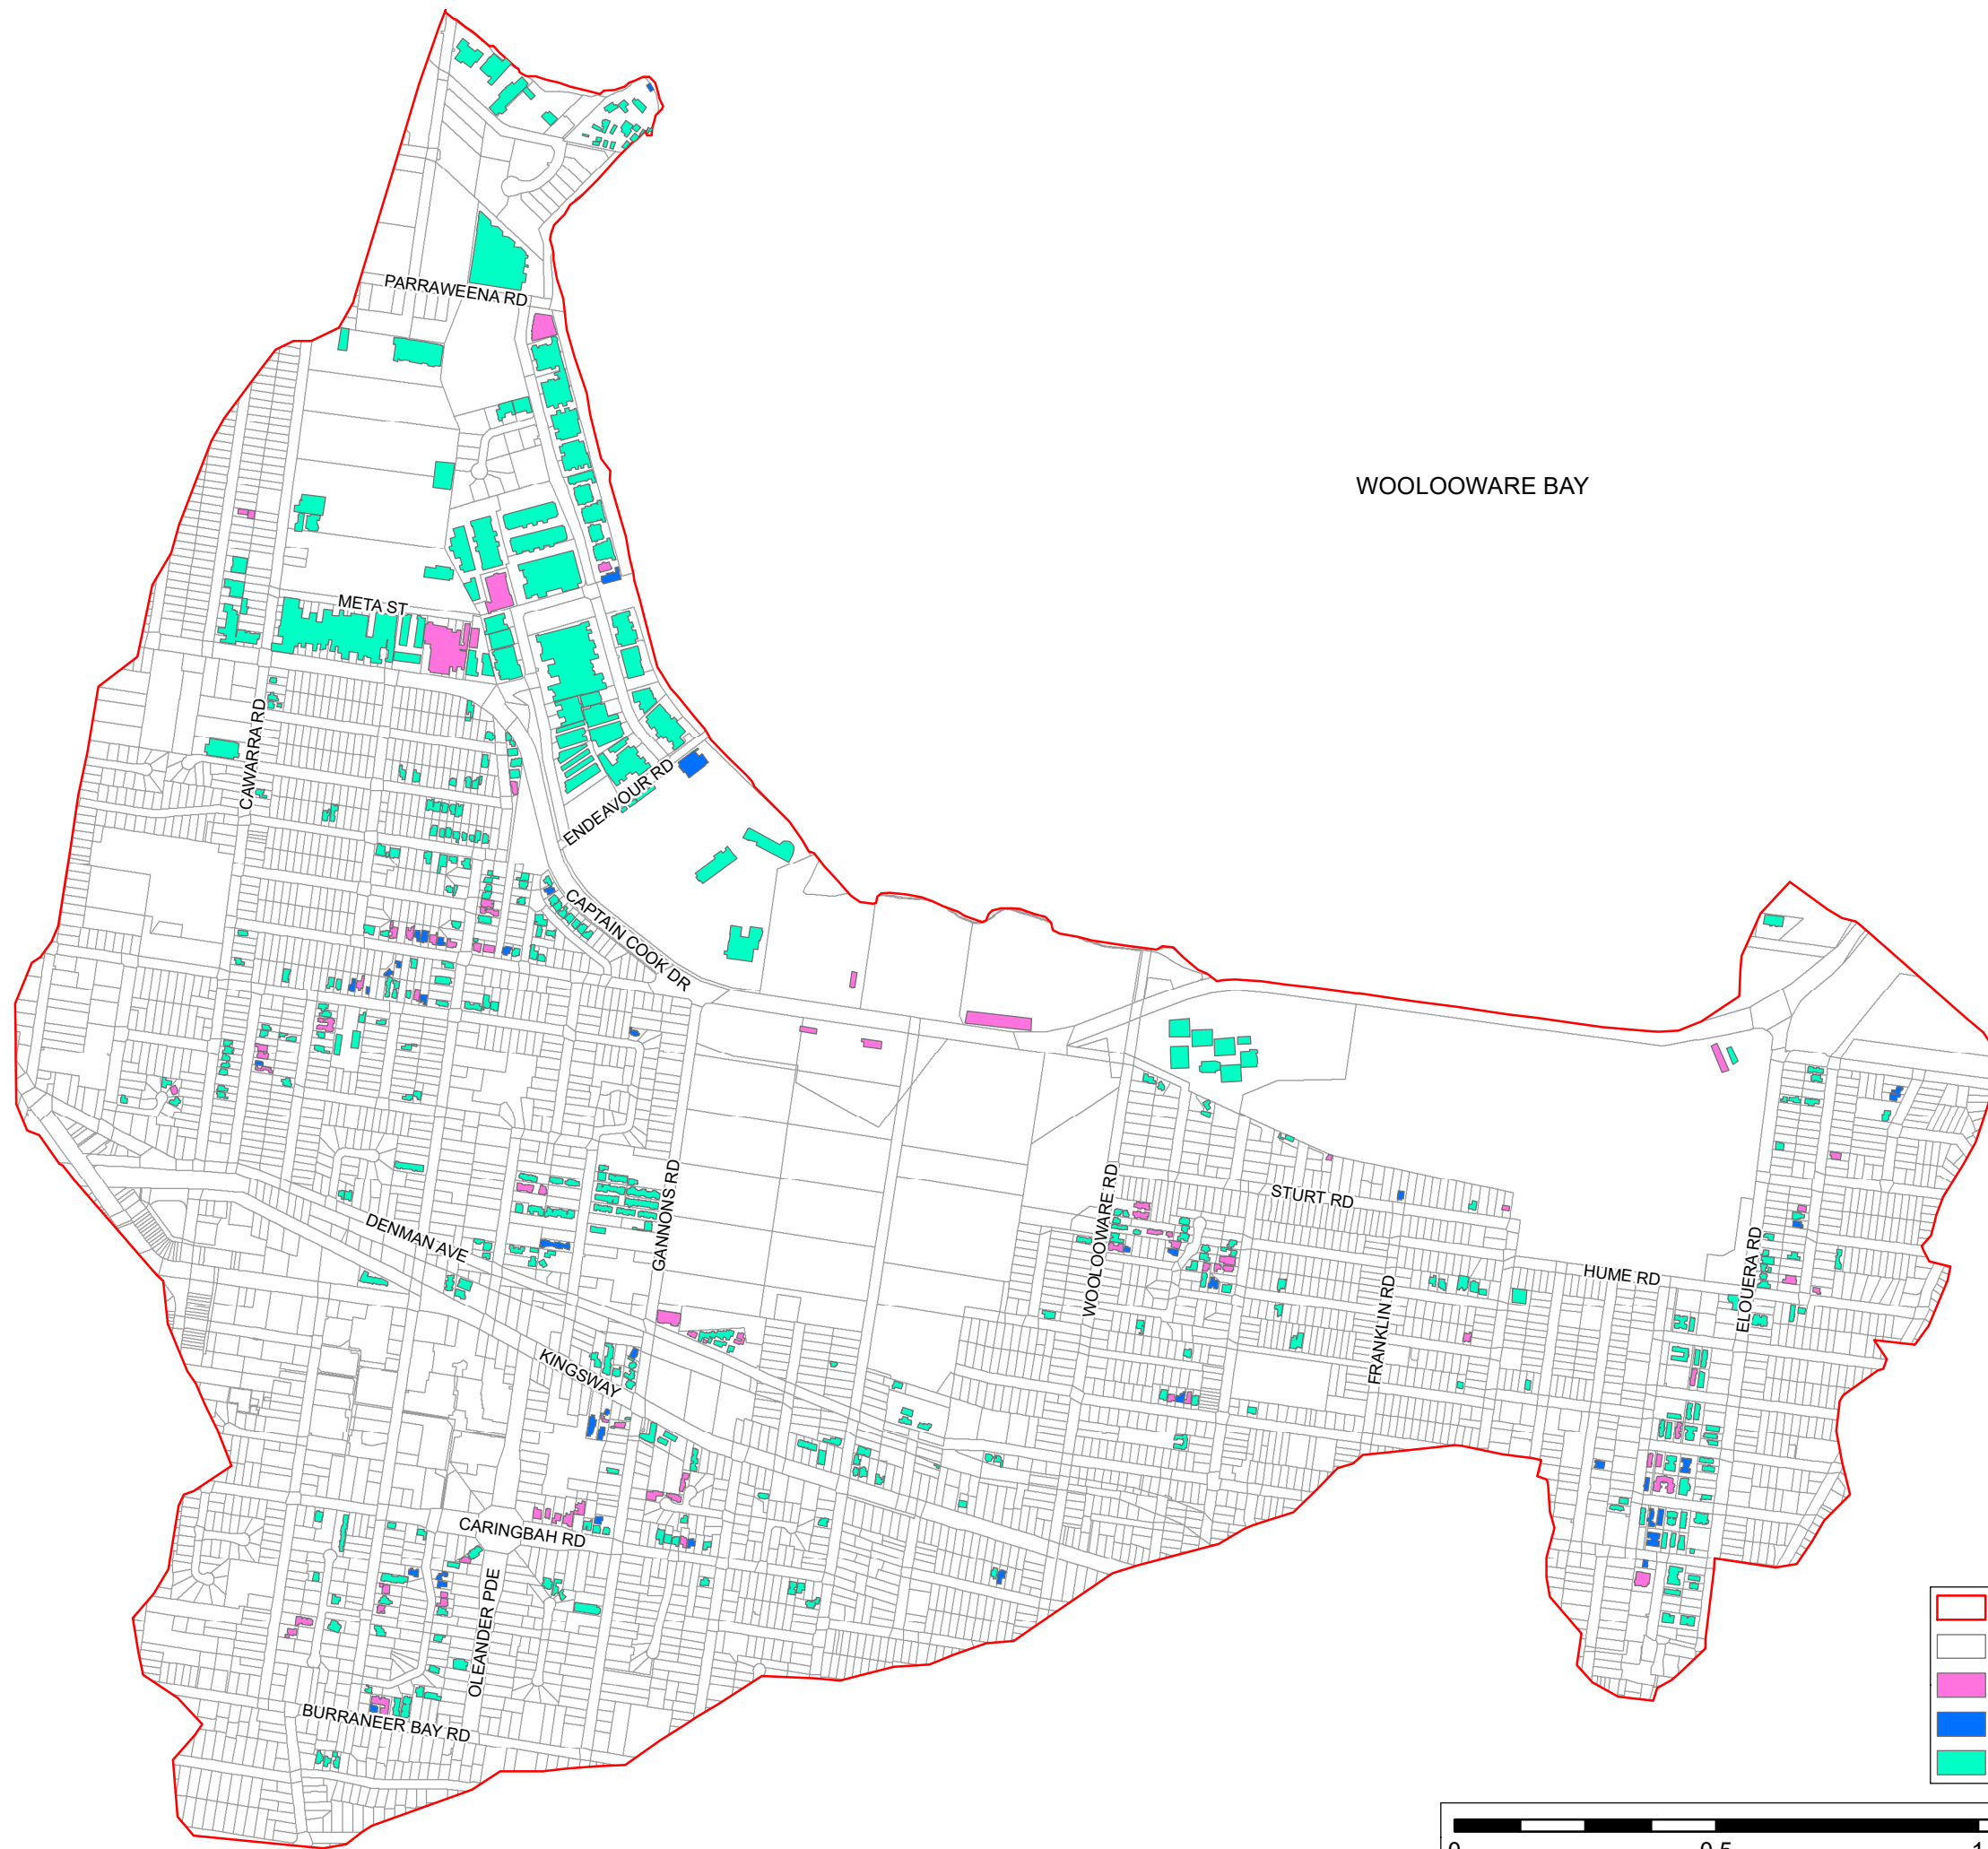 PARRAWEENA RD
WOOLOOWARE BAY
META ST
CAWARRA RD
ENDEAVOUR RD
CAPTAIN COOK DR
GANNONS RD
WOOLOOWARE RD
STURT RD
DENMAN AVE
ELOUERA RD
HUME RD
FRANKLIN RD
KINGSWAY
CARINGBAH RD
OLEANDER PDE
BURRANEER BAY RD
0 0.5 1